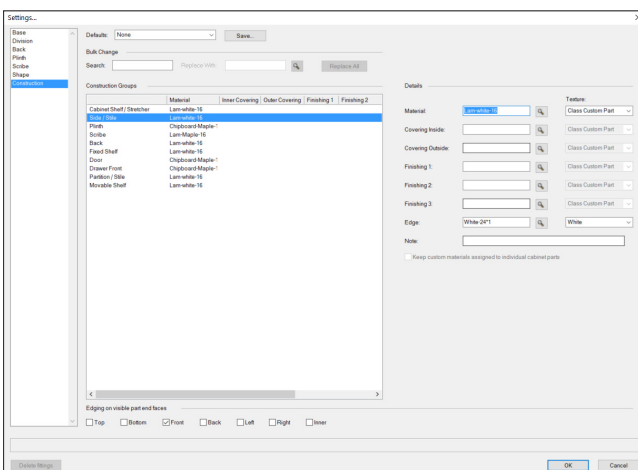 Settings...
Base
Division
Back
Plinth
Scribe
Shape
Construction
Defaults: None Save...
Bulk Change
Search: Replace With: Replace All
Construction Groups
Material Inner Covering Outer Covering Finishing 1 Finishing 2
Cabinet Shelf / Stretcher Lam-white-16
Side / Stile Lam-white-16
Plinth Chipboard-Maple-1
Scribe Lam-Maple-16
Back Lam-white-16
Fixed Shelf Lam-white-16
Door Chipboard-Maple-1
Drawer Front Chipboard-Maple-1
Partition / Stile Lam-white-16
Movable Shelf Lam-white-16
Details
Texture:
Material: Lam-white-16 Class Custom Part
Covering Inside: Class Custom Part
Covering Outside: Class Custom Part
Finishing 1: Class Custom Part
Finishing 2: Class Custom Part
Finishing 3: Class Custom Part
Edge: White-24*1 White
Note:
Keep custom materials assigned to individual cabinet parts
Edging on visible part end faces
Top Bottom Front Back Left Right Inner
Delete fittings OK Cancel